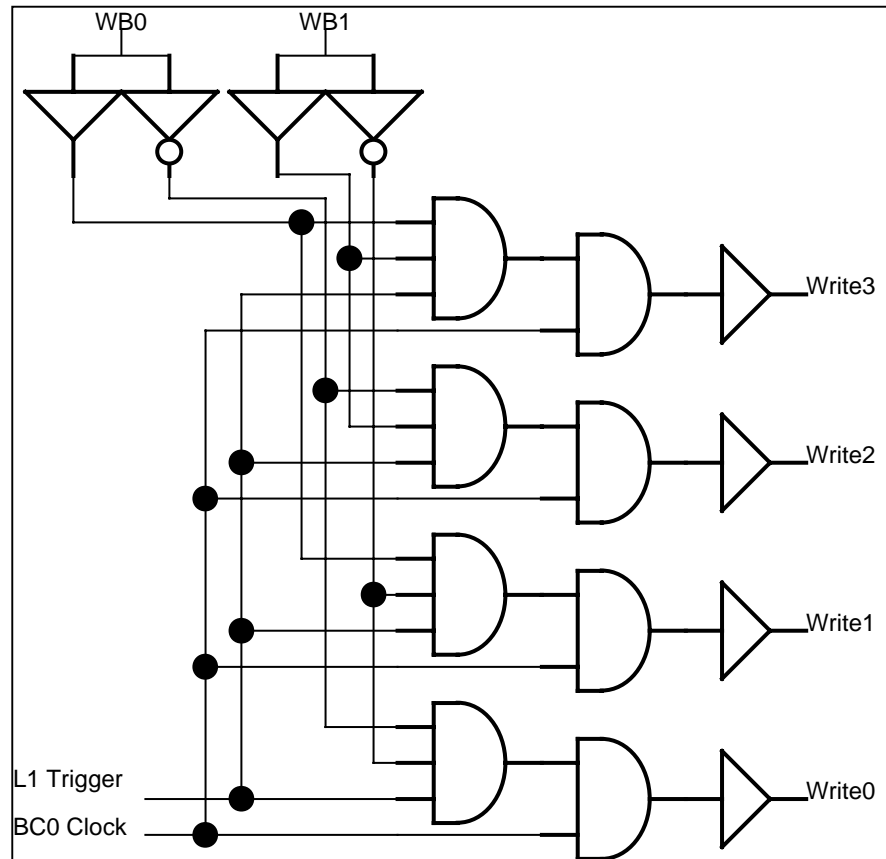 WB0
WB1
Write3
Write2
Write1
L1 Trigger
Write0
BC0 Clock